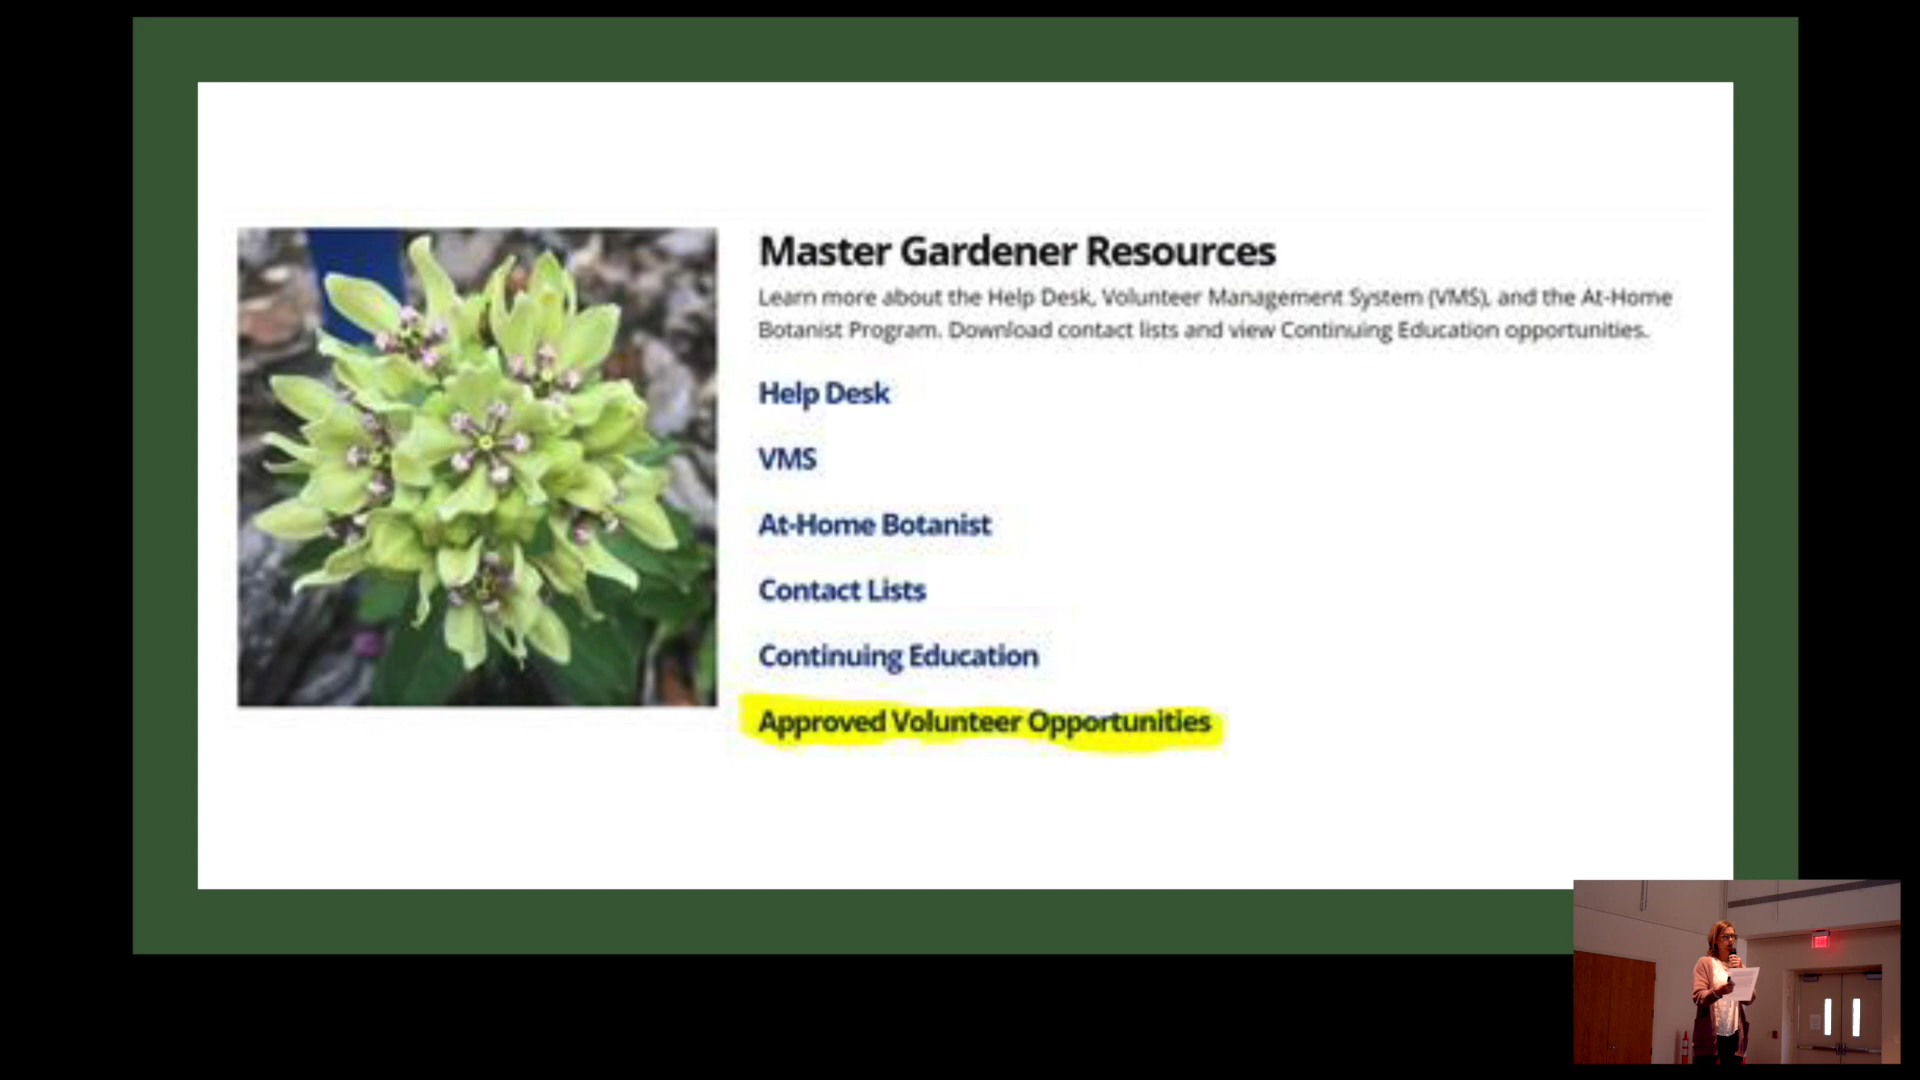 Master Gardener Resources
Learn more about the Help Desk, Volunteer Management System (VMS), and the At-Home
Botanist Program. Download contact lists and view Continuing Education opportunities.
Help Desk
VMS
At-Home Botanist
Contact Lists
Continuing Education
Approved Volunteer Opportunities